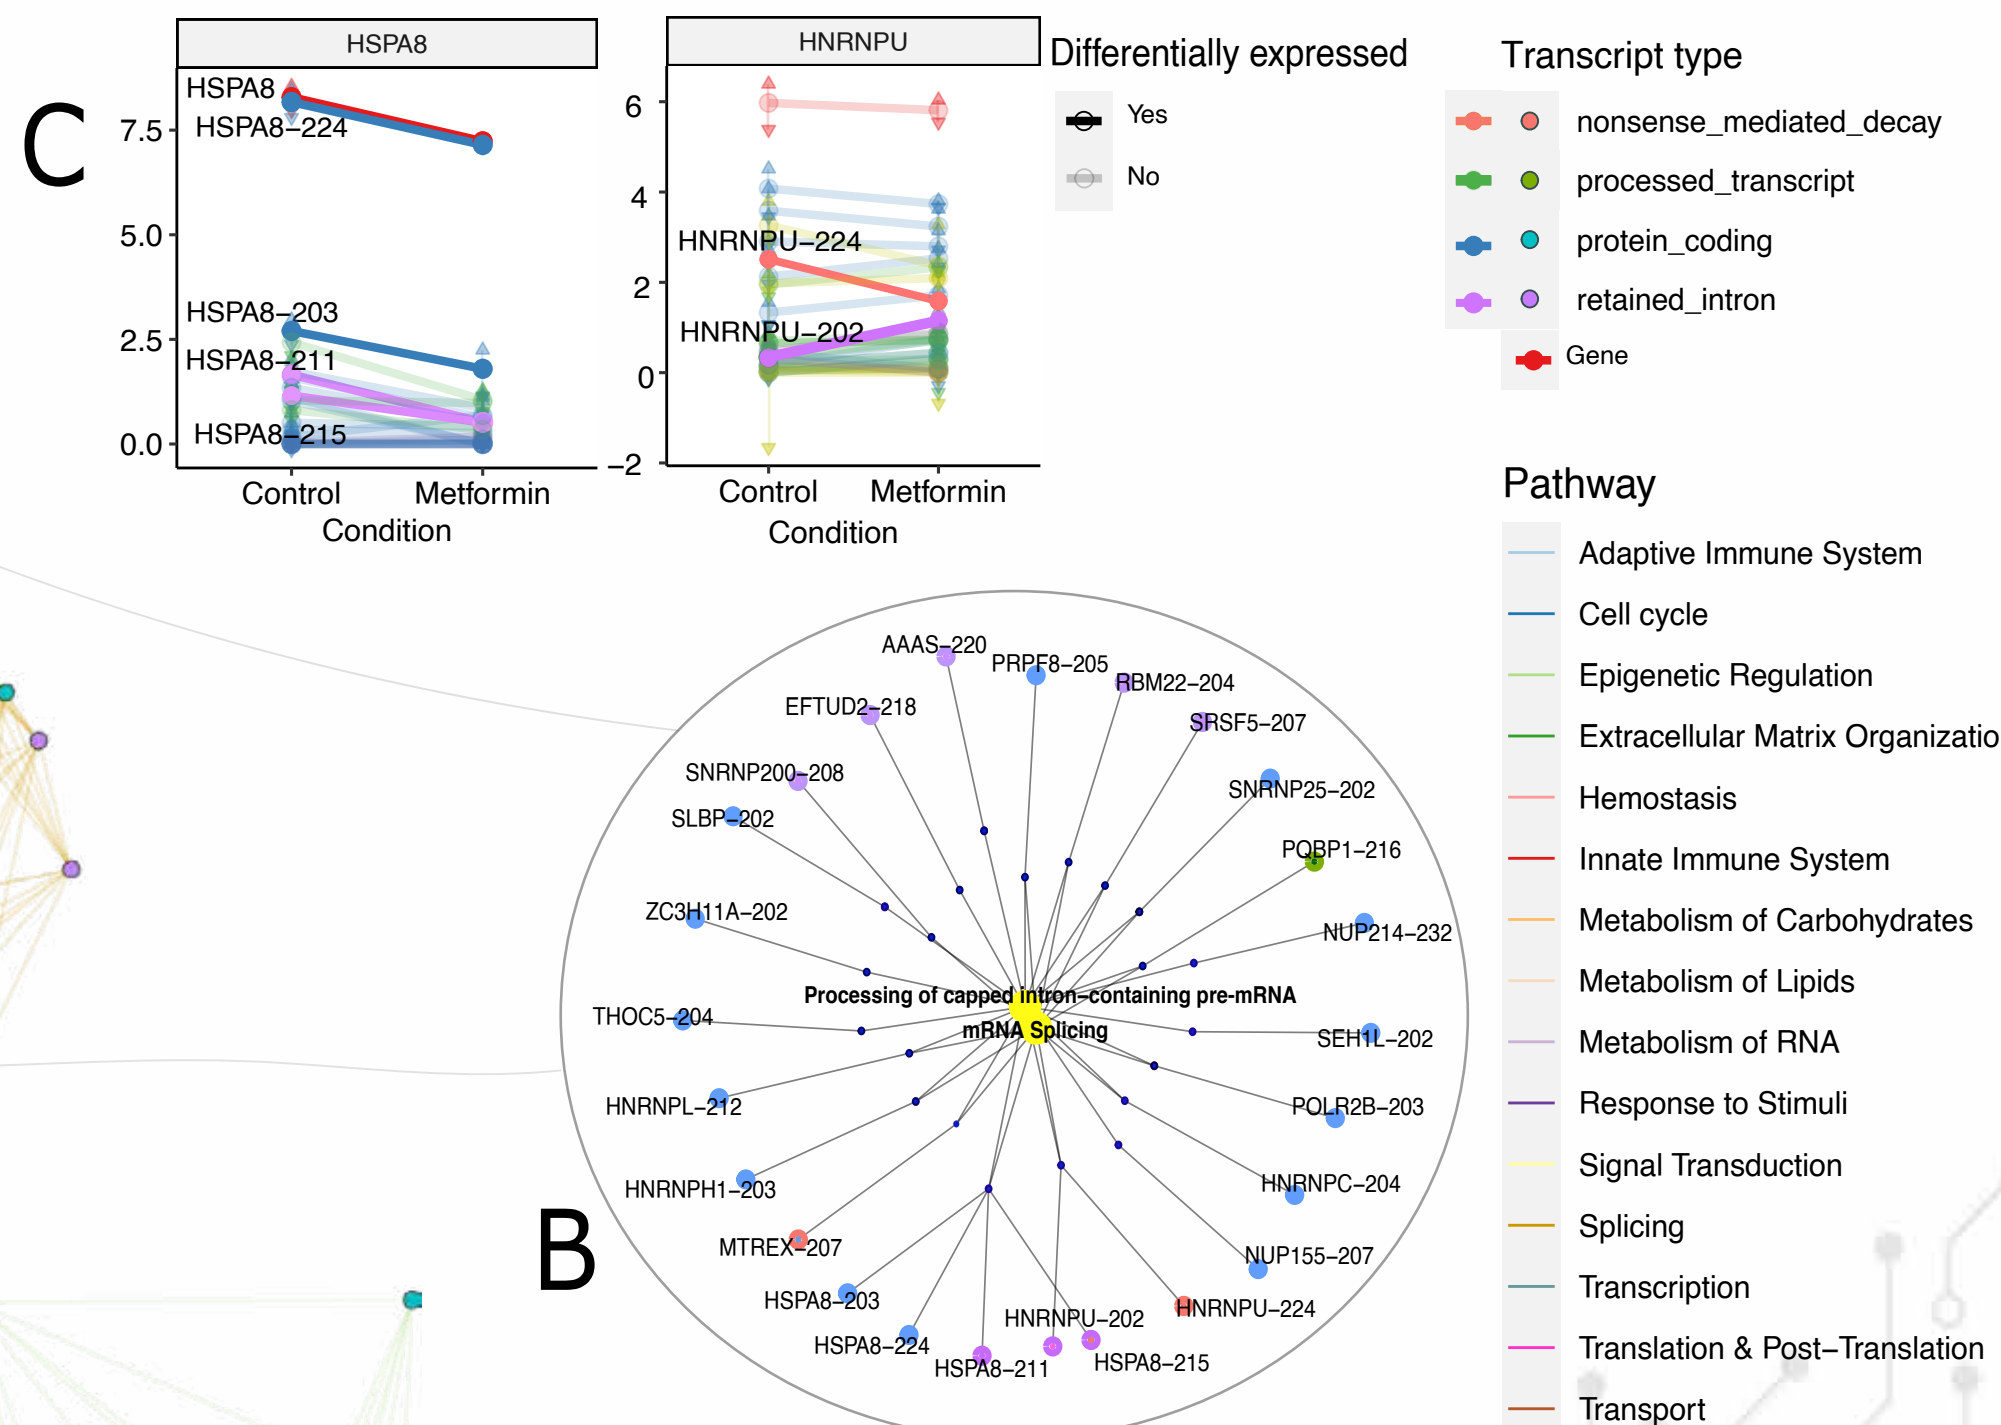 C
HSPA8
HSPA8
HSPA8−224
HSPA8−203
HSPA8−211
HSPA8−215
7.5
5.0
2.5
0.0
Control
Metformin
Condition
HNRNPU
HNRNPU−224
HNRNPU−202
6
4
2
0
−2
Control
Metformin
Condition
Differentially expressed
Yes
No
Transcript type
nonsense_mediated_decay
processed_transcript
protein_coding
retained_intron
Gene
Pathway
Adaptive Immune System
Cell cycle
Epigenetic Regulation
Extracellular Matrix Organizatio
Hemostasis
Innate Immune System
Metabolism of Carbohydrates
Metabolism of Lipids
Metabolism of RNA
Response to Stimuli
Signal Transduction
Splicing
Transcription
Translation & Post−Translation
Transport
B
AAAS−220
PRPF8−205
RBM22−204
EFTUD2−218
SRSF5−207
SNRNP200−208
SNRNP25−202
SLBP−202
PQBP1−216
ZC3H11A−202
NUP214−232
Processing of capped intron−containing pre−mRNA
mRNA Splicing
THOC5−204
SEH1L−202
HNRNPL−212
POLR2B−203
HNRNPH1−203
HNRNPC−204
MTREX−207
NUP155−207
HSPA8−203
HNRNPU−202
HNRNPU−224
HSPA8−224
HSPA8−211
HSPA8−215